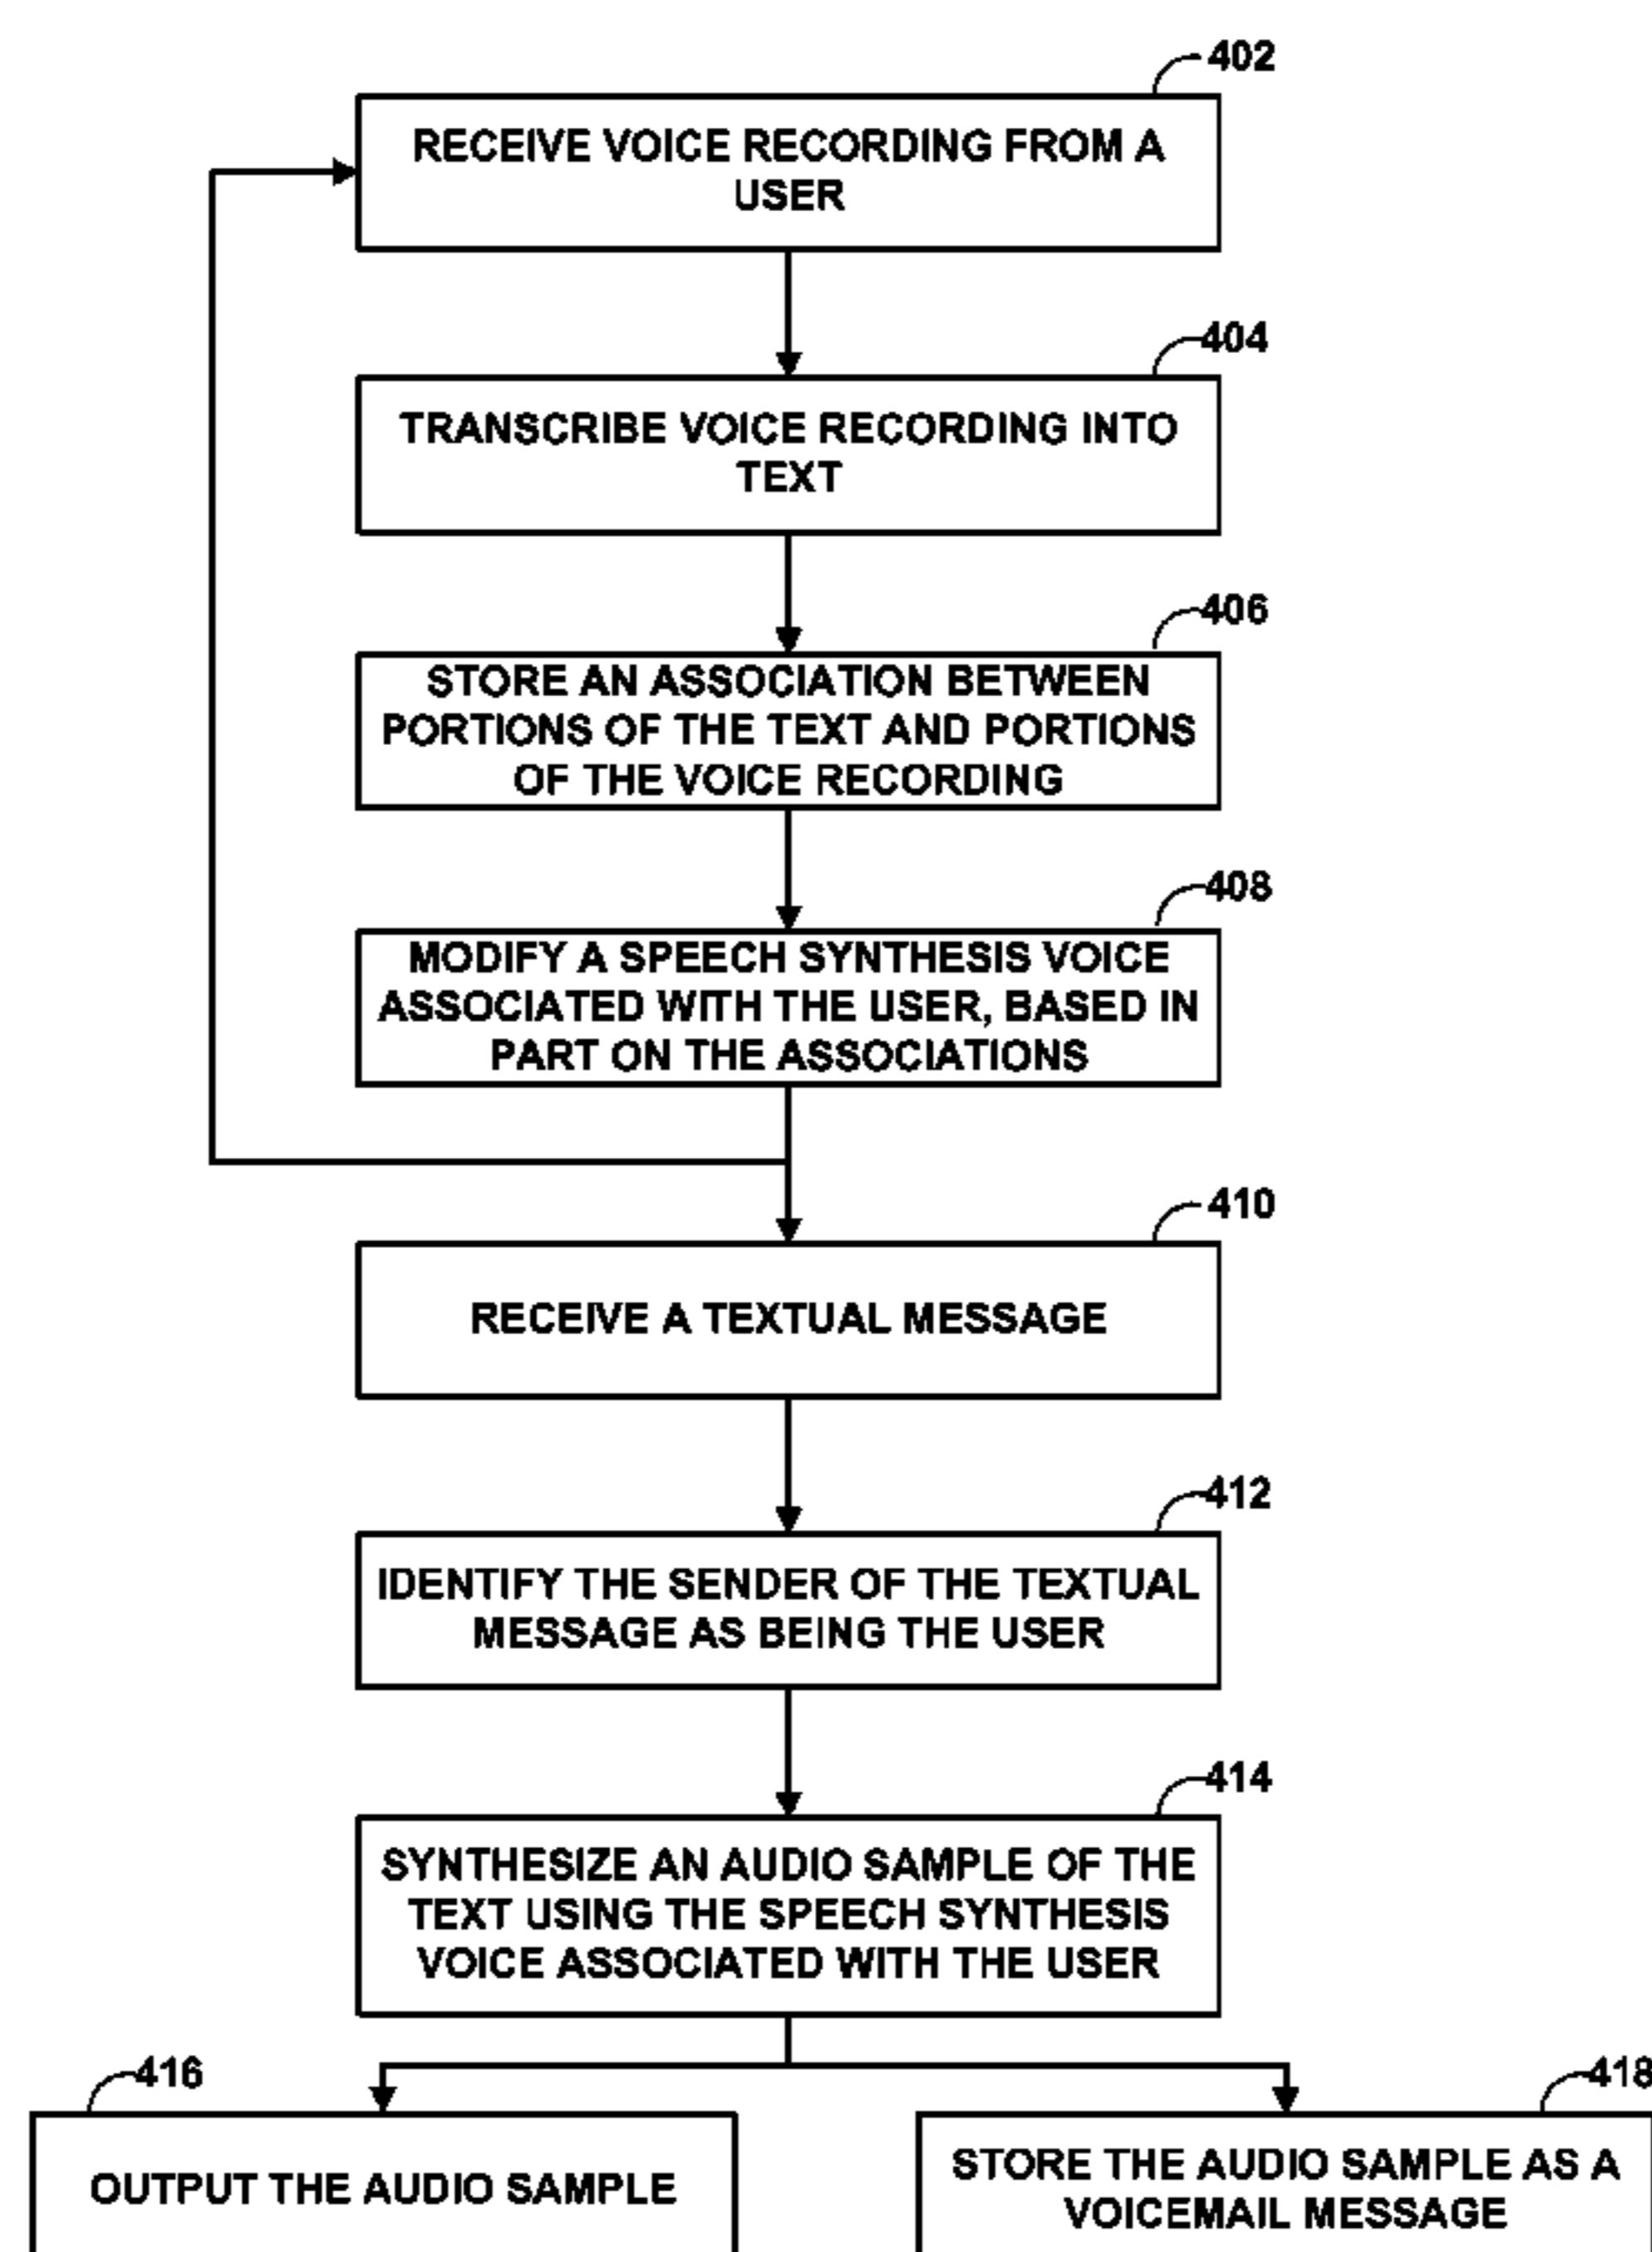 402
RECEIVE VOICE RECORDING FROM A
USER
404
TRANSCRIBE VOICE RECORDING INTO
TEXT
406
STORE AN ASSOCIATION BETWEEN
PORTIONS OF THE TEXT AND PORTIONS
OF THE VOICE RECORDING
408
MODIFY A SPEECH SYNTHESIS VOICE
ASSOCIATED WITH THE USER, BASED IN
PART ON THE ASSOCIATIONS
410
RECEIVE A TEXTUAL MESSAGE
412
IDENTIFY THE SENDER OF THE TEXTUAL
MESSAGE AS BEING THE USER
414
SYNTHESIZE AN AUDIO SAMPLE OF THE
TEXT USING THE SPEECH SYNTHESIS
VOICE ASSOCIATED WITH THE USER
416
OUTPUT THE AUDIO SAMPLE
418
STORE THE AUDIO SAMPLE AS A
VOICEMAIL MESSAGE